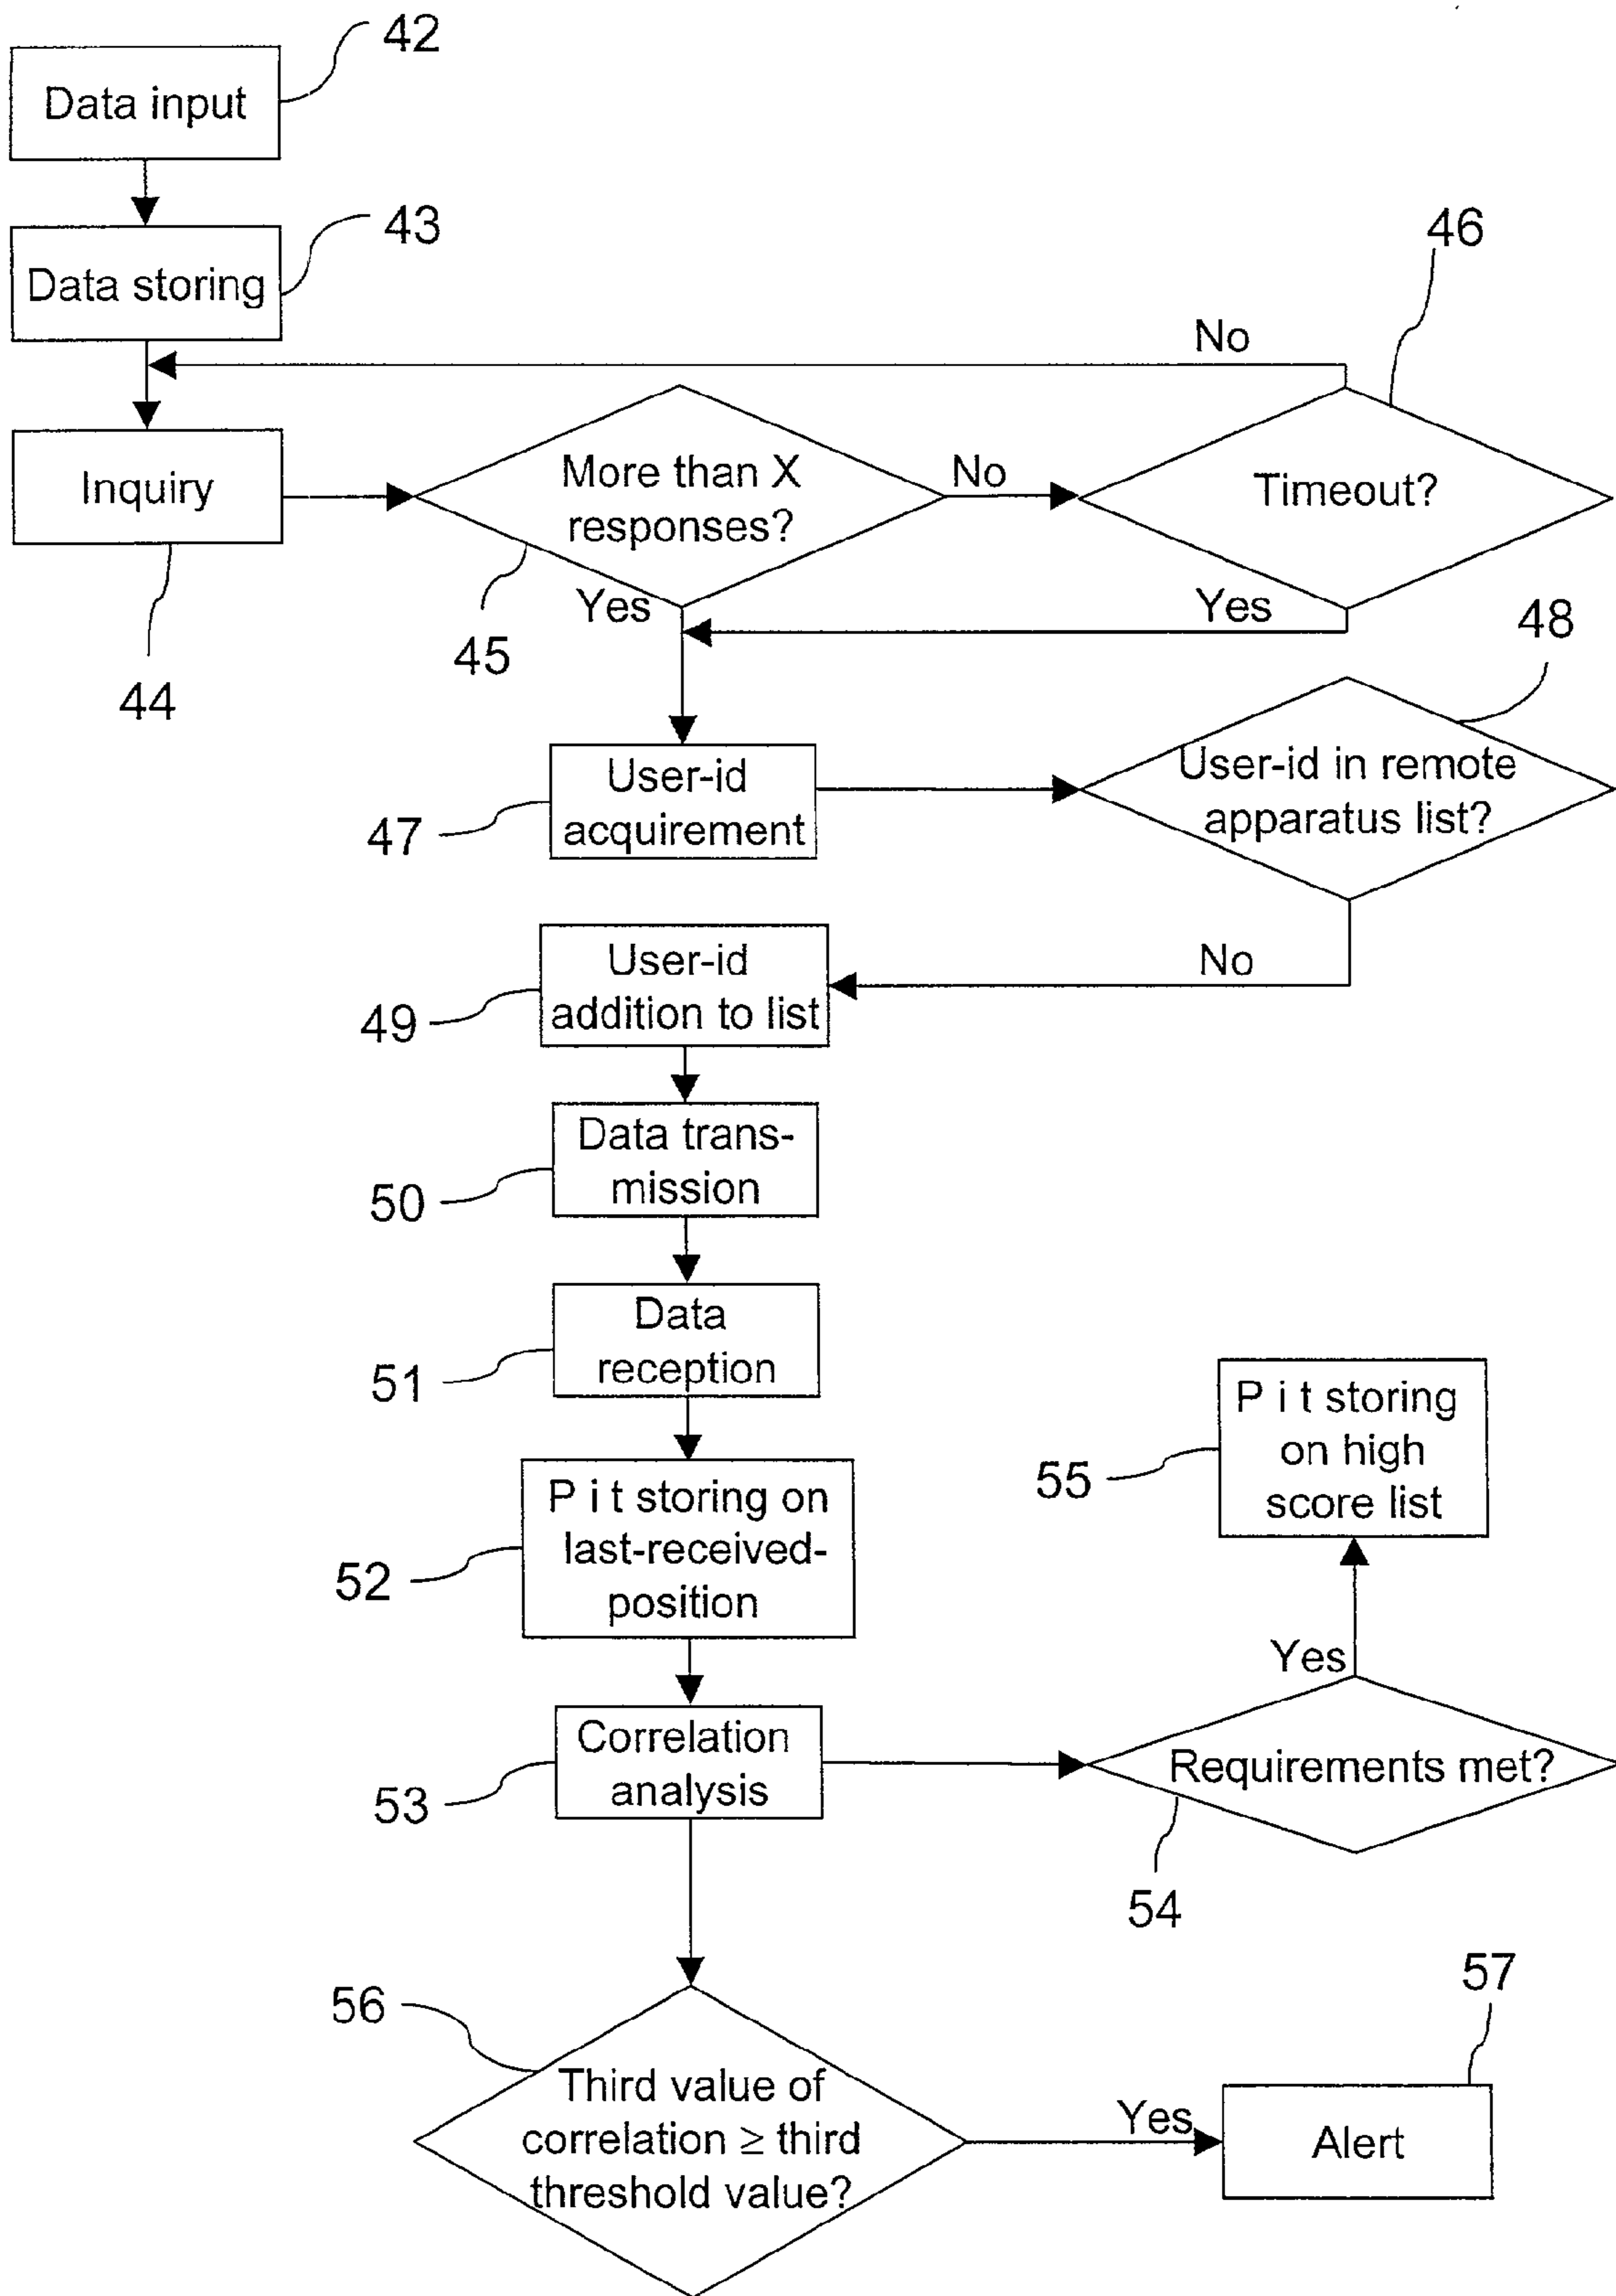 42
Data input
43
Data storing
46
No
Inquiry
More than X
responses?
No
Timeout?
44
45
Yes
Yes
48
47
User-id
acquirement
User-id in remote
apparatus list?
49
User-id
addition to list
No
50
Data trans-
mission
51
Data
reception
52
P i t storing on
last-received-
position
55
P i t storing
on high
score list
Yes
53
Correlation
analysis
Requirements met?
54
56
Third value of
correlation ≥ third
threshold value?
Yes
57
Alert